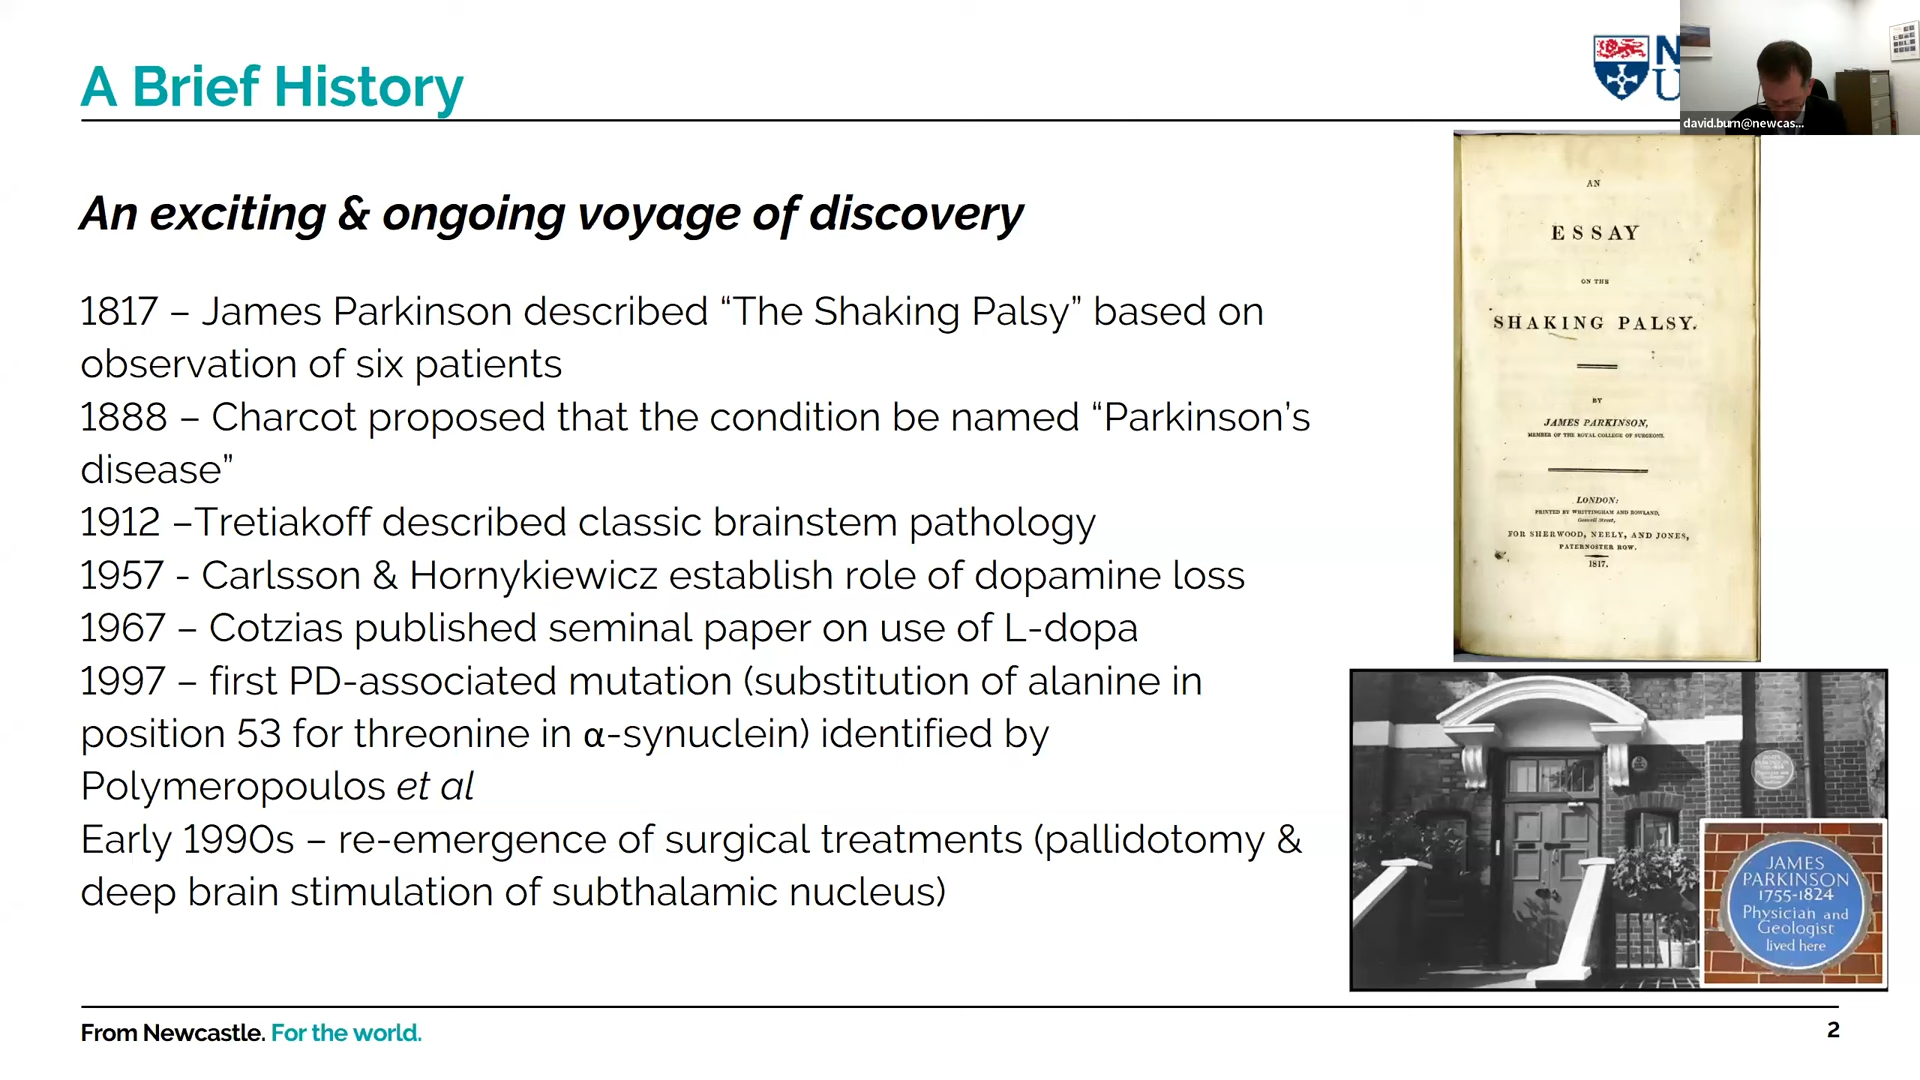 A Brief History
N
U
david.burn@newcas...
An exciting & ongoing voyage of discovery
1817 – James Parkinson described “The Shaking Palsy” based on
observation of six patients
1888 – Charcot proposed that the condition be named “Parkinson’s
disease”
1912 –Tretiakoff described classic brainstem pathology
1957 - Carlsson & Hornykiewicz establish role of dopamine loss
1967 – Cotzias published seminal paper on use of L-dopa
1997 – first PD-associated mutation (substitution of alanine in
position 53 for threonine in α-synuclein) identified by
Polymeropoulos et al
Early 1990s – re-emergence of surgical treatments (pallidotomy &
deep brain stimulation of subthalamic nucleus)
AN
ESSAY
ON THE
SHAKING PALSY.
BY
JAMES PARKINSON,
MEMBER OF THE ROYAL COLLEGE OF SURGEONS.
LONDON:
PRINTED BY WHITTINGHAM AND ROWLAND,
Goswell Street,
FOR SHERWOOD, NEELY, AND JONES,
PATERNOSTER ROW.
1817.
JAMES
PARKINSON
1755-1824
Physician and
Geologist
lived here
From Newcastle. For the world.
2